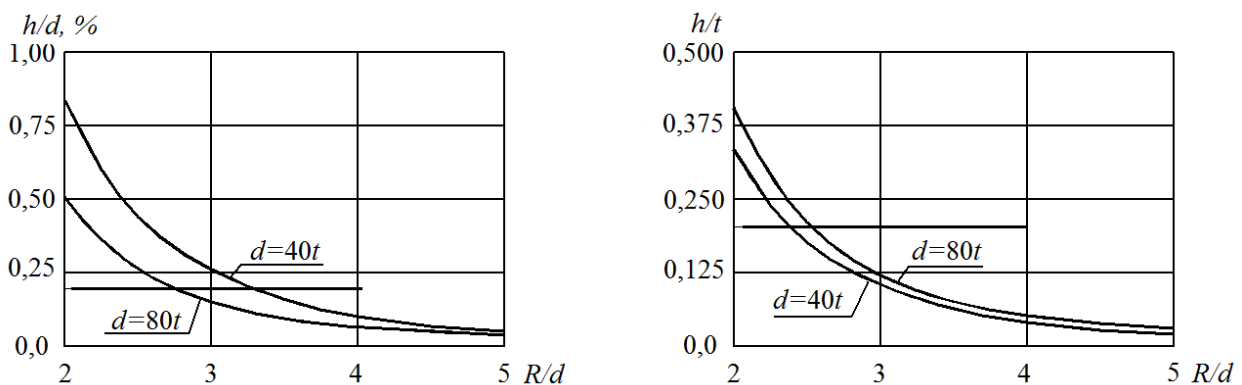 h/d, %
1,00
0,75
0,50
0,25
0,0
d=40t
d=80t
2 3 4 5 R/d
h/t
0,500
0,375
0,250
0,125
0,0
d=80t
d=40t
2 3 4 5 R/d